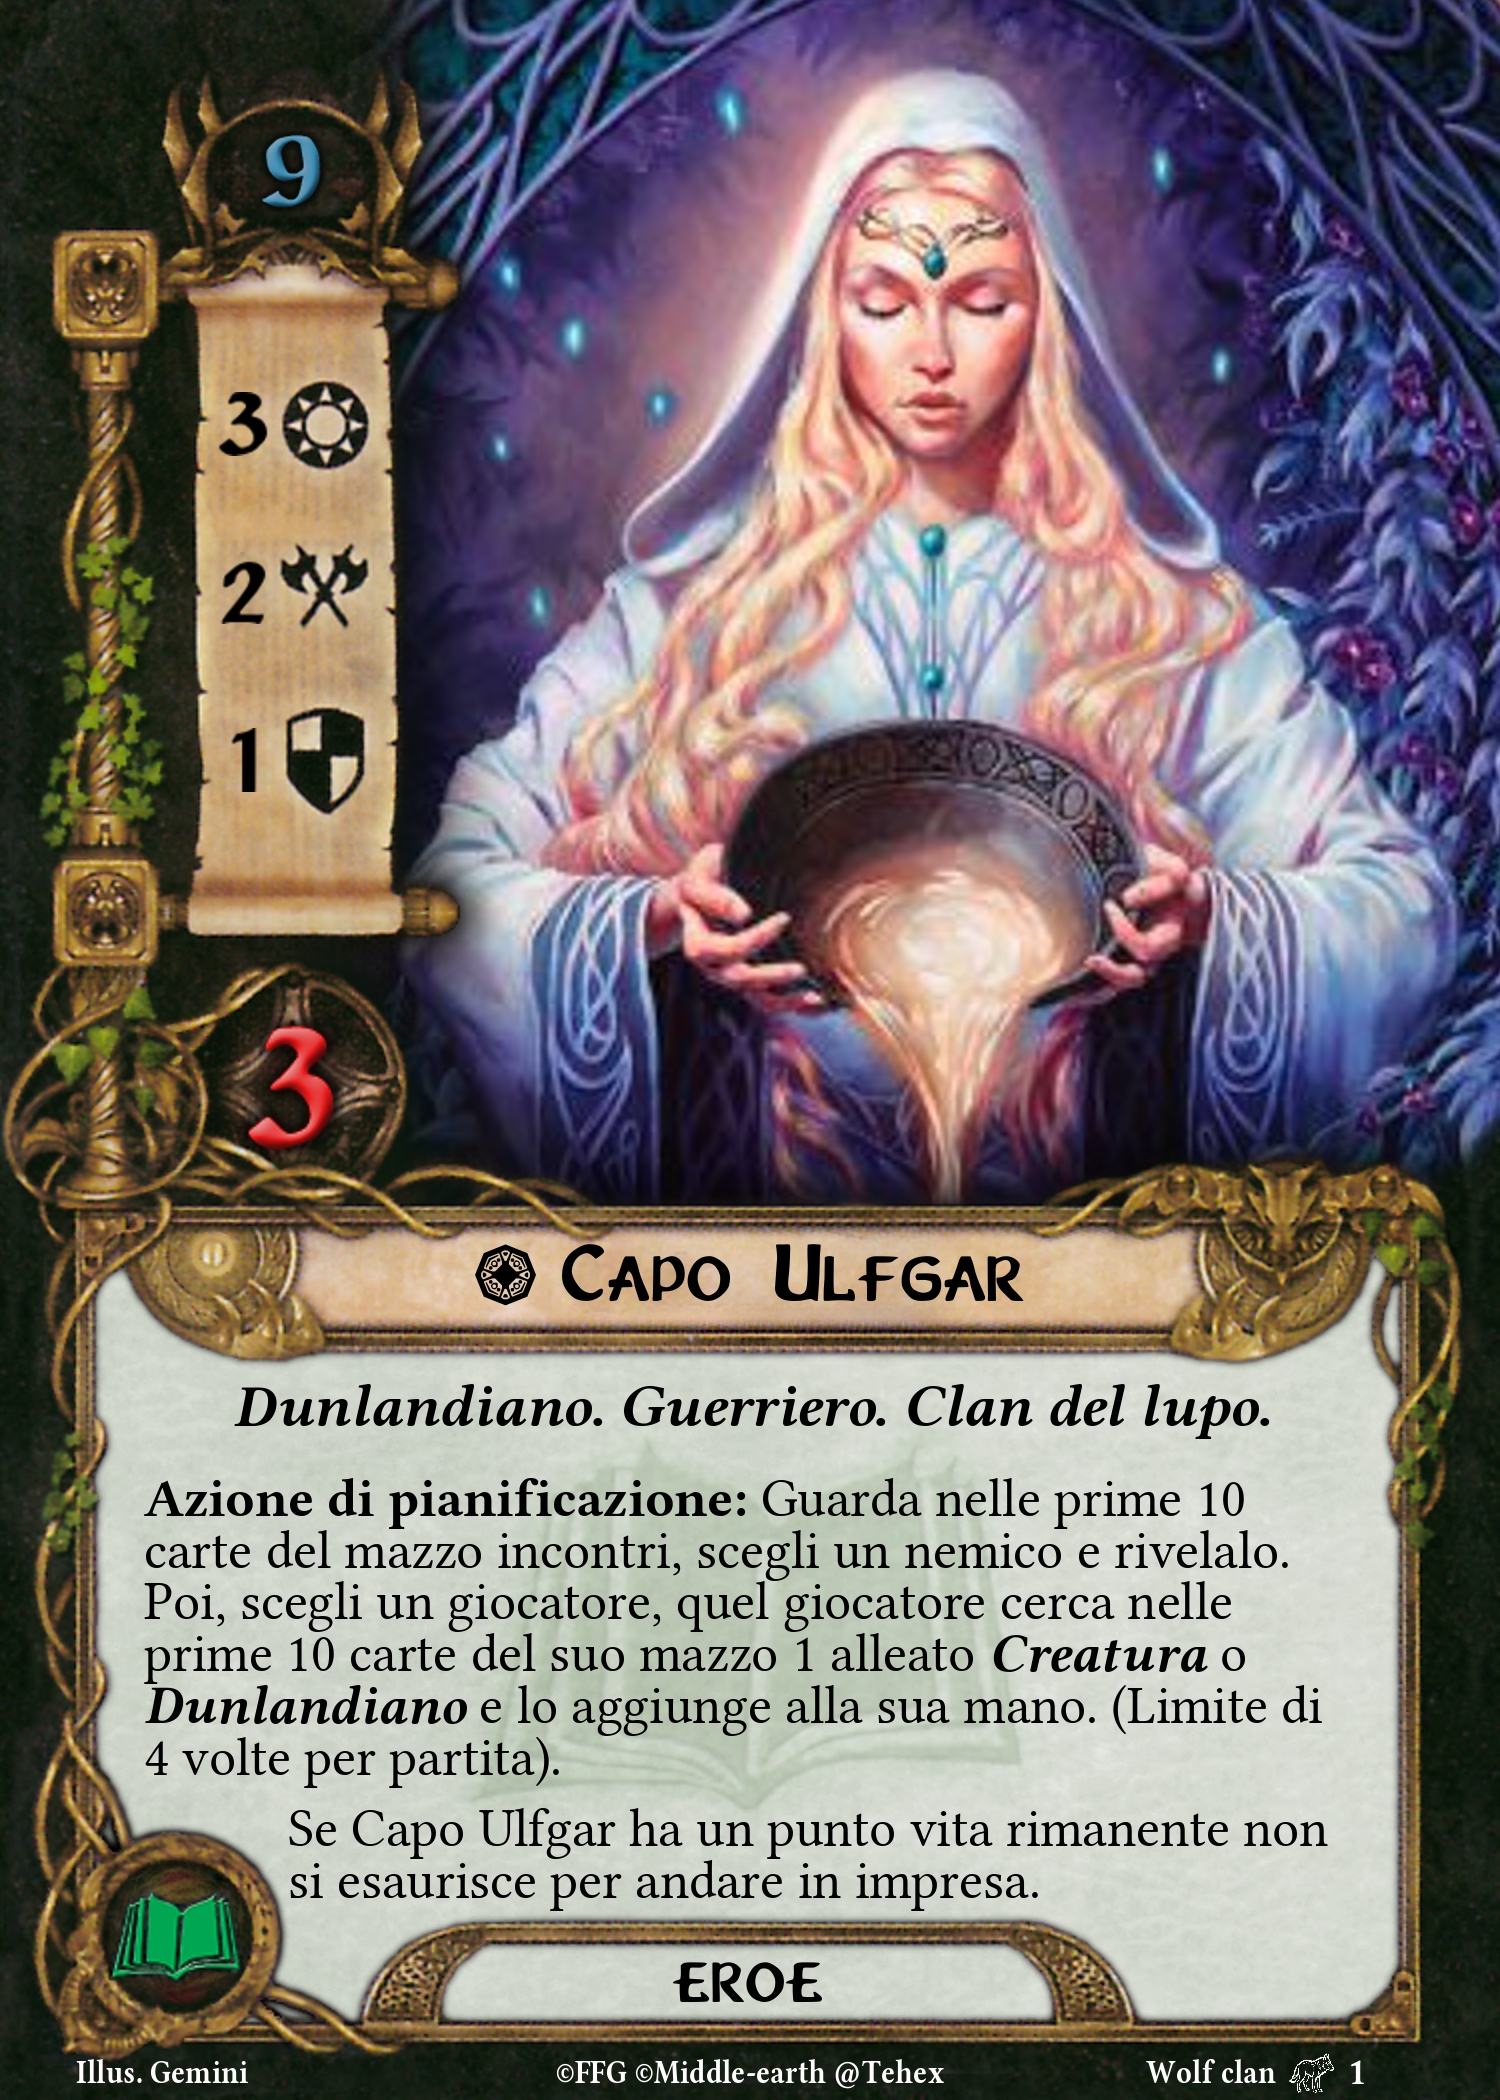 9
3
2
1
3
Capo Ulfgar
Dunlandiano. Guerriero. Clan del lupo.
Azione di pianificazione: Guarda nelle prime 10
carte del mazzo incontri, scegli un nemico e rivelalo.
Poi, scegli un giocatore, quel giocatore cerca nelle
prime 10 carte del suo mazzo 1 alleato Creatura o
Dunlandiano e lo aggiunge alla sua mano. (Limite di
4 volte per partita).
Se Capo Ulfgar ha un punto vita rimanente non
si esaurisce per andare in impresa.
EROE
Illus. Gemini ©FFG ©Middle-earth @Tehex Wolf clan 1